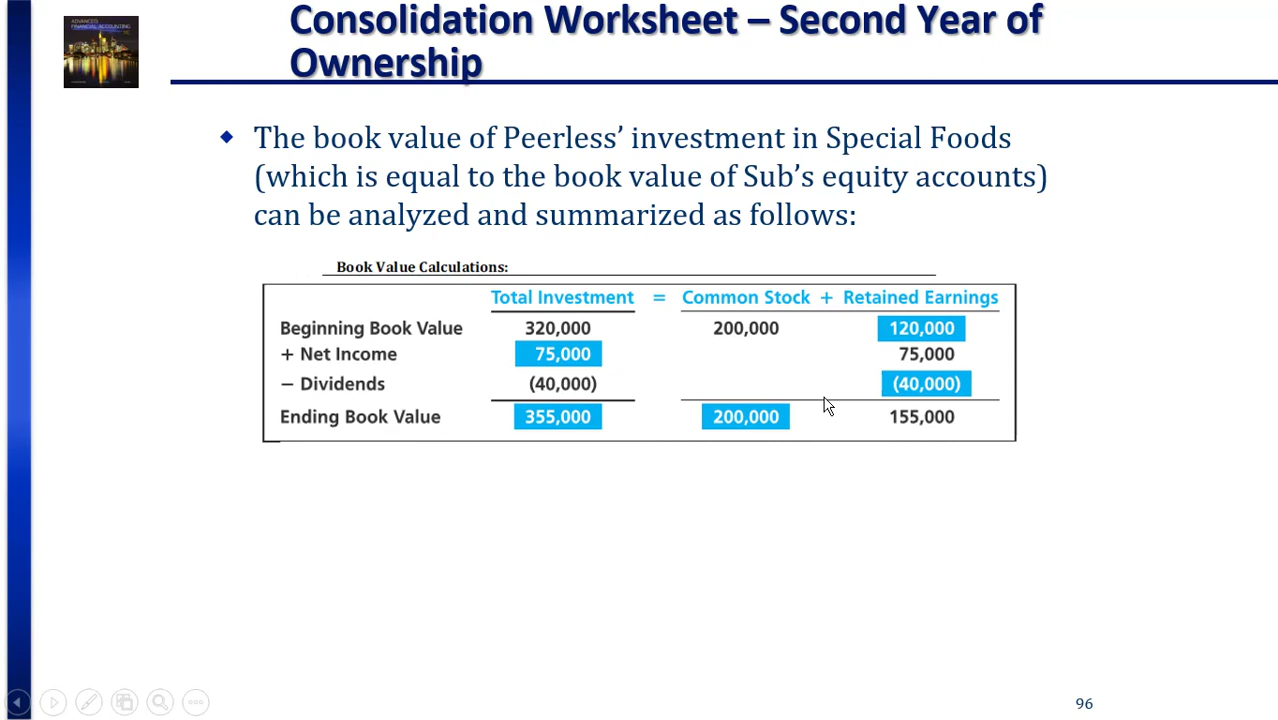 Consolidation Worksheet – Second Year of
Ownership
ADVANCED
FINANCIAL ACCOUNTING
◆ The book value of Peerless’ investment in Special Foods
(which is equal to the book value of Sub’s equity accounts)
can be analyzed and summarized as follows:
Book Value Calculations:
Total Investment = Common Stock + Retained Earnings
Beginning Book Value 320,000 200,000 120,000
+ Net Income 75,000 75,000
– Dividends (40,000) (40,000)
Ending Book Value 355,000 200,000 155,000
96